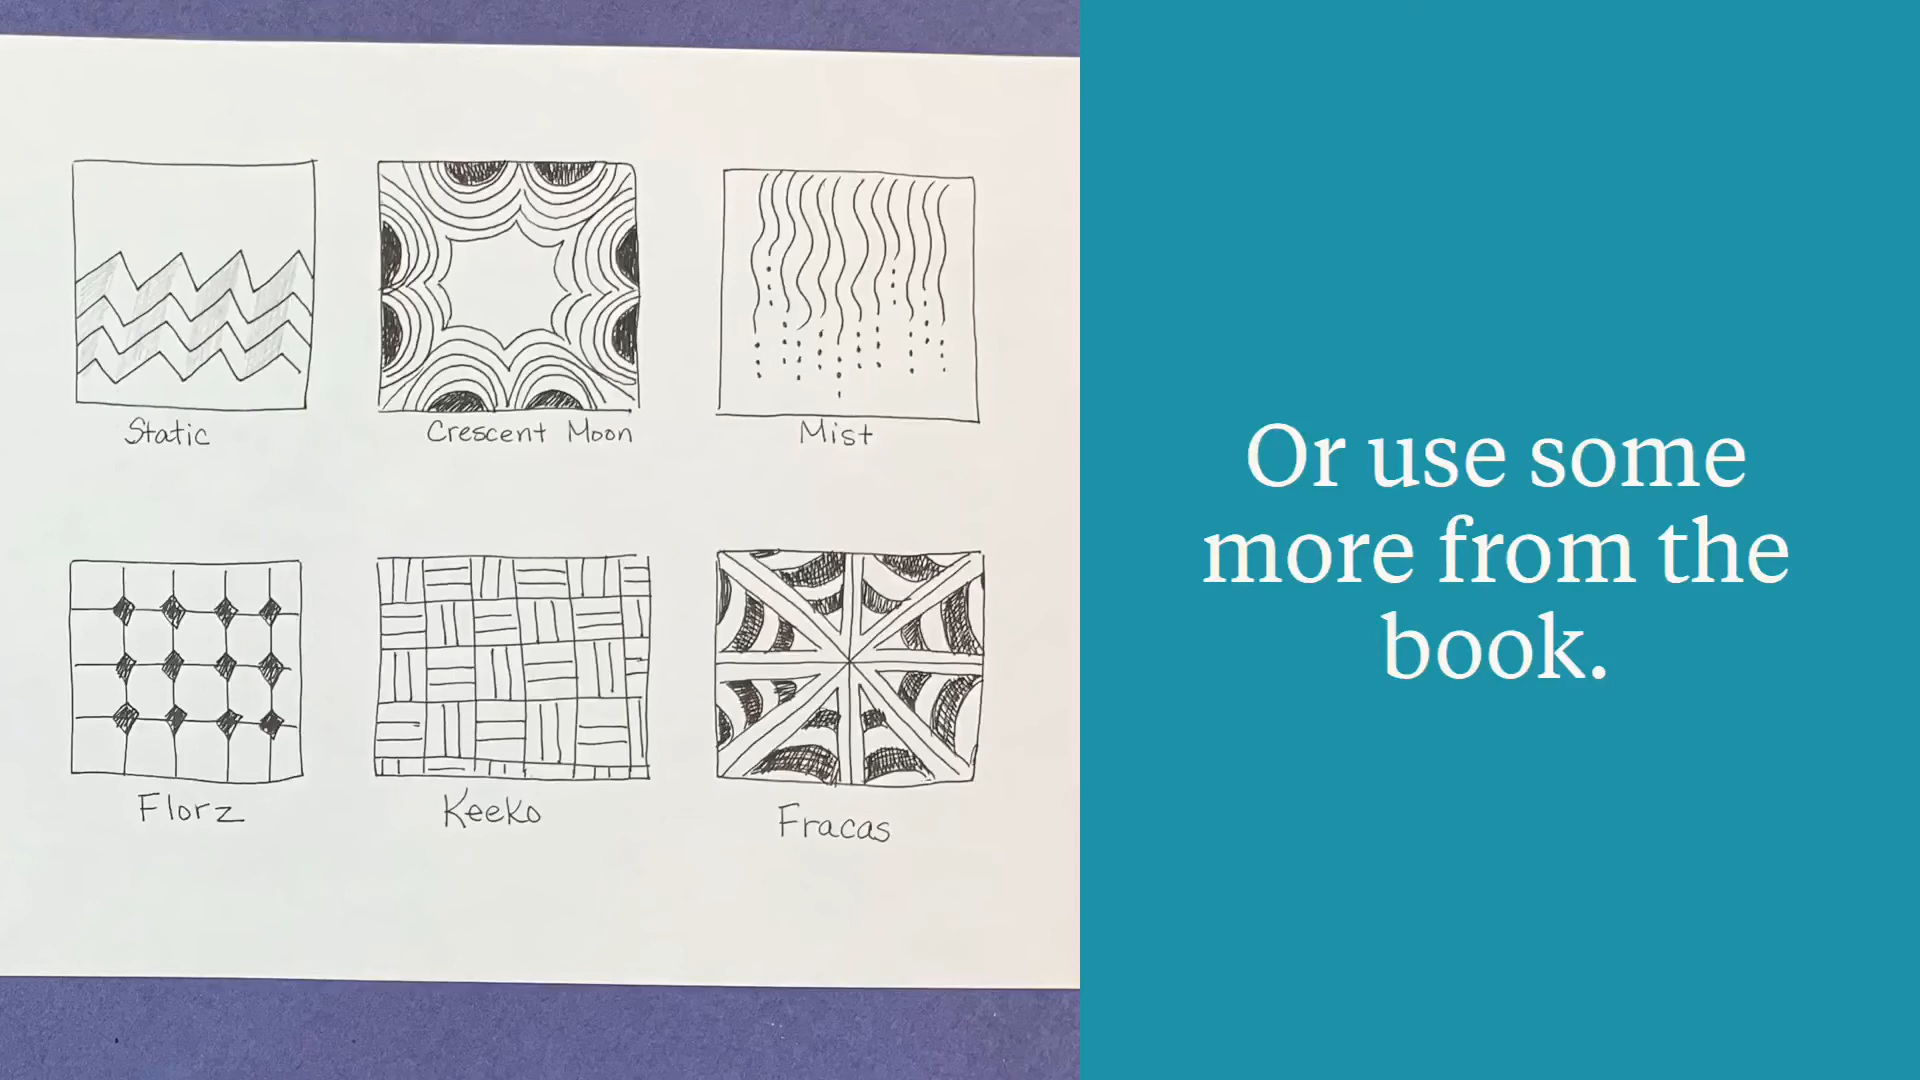 Static
Crescent Moon
Mist
Florz
Keeko
Fracas
Or use some
more from the
book.